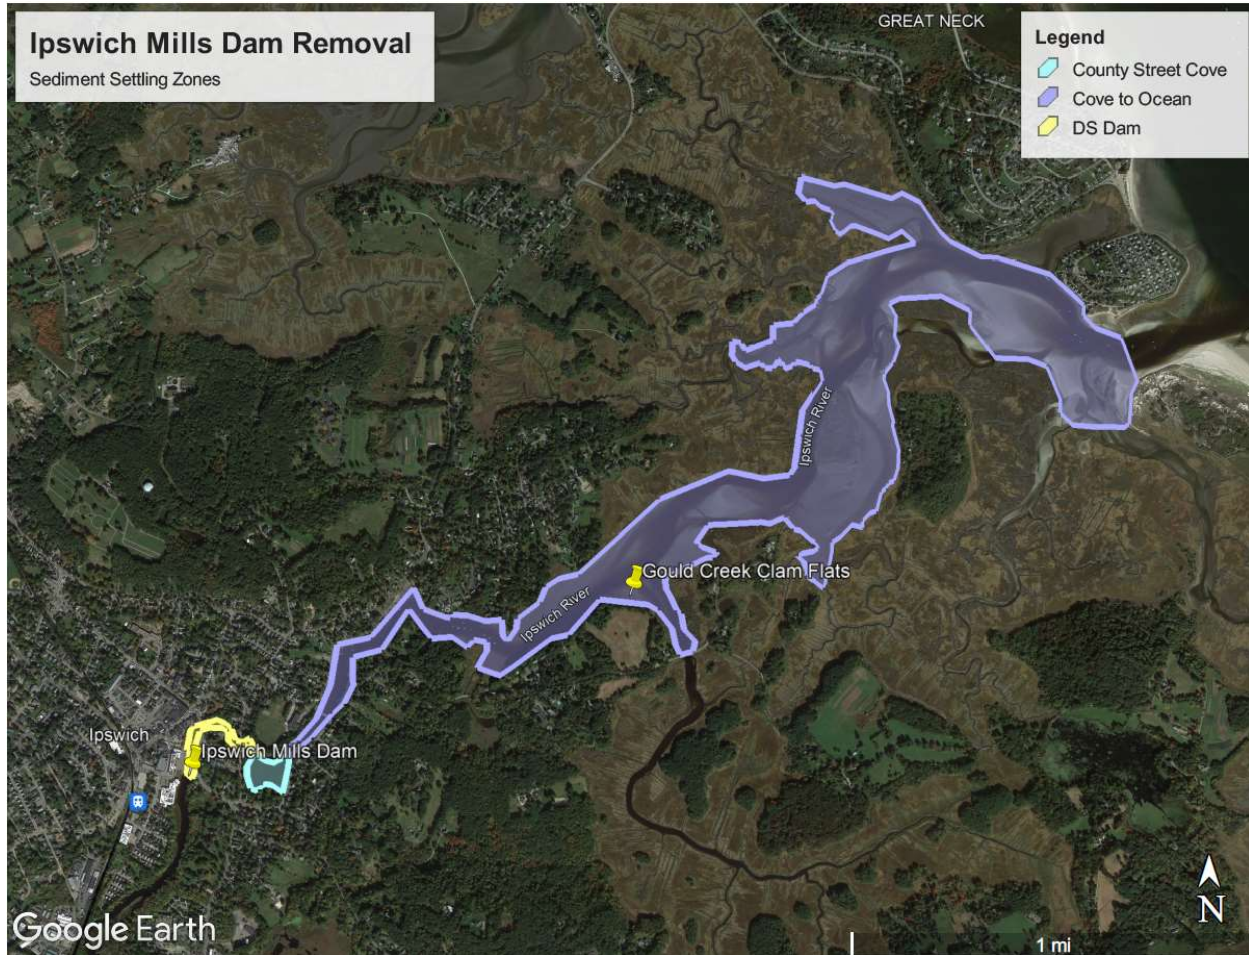 Ipswich Mills Dam Removal
Sediment Settling Zones
GREAT NECK
Legend
County Street Cove
Cove to Ocean
DS Dam
Ipswich River
Gould Creek Clam Flats
Ipswich River
Ipswich
Ipswich Mills Dam
N
Google Earth
1 mi